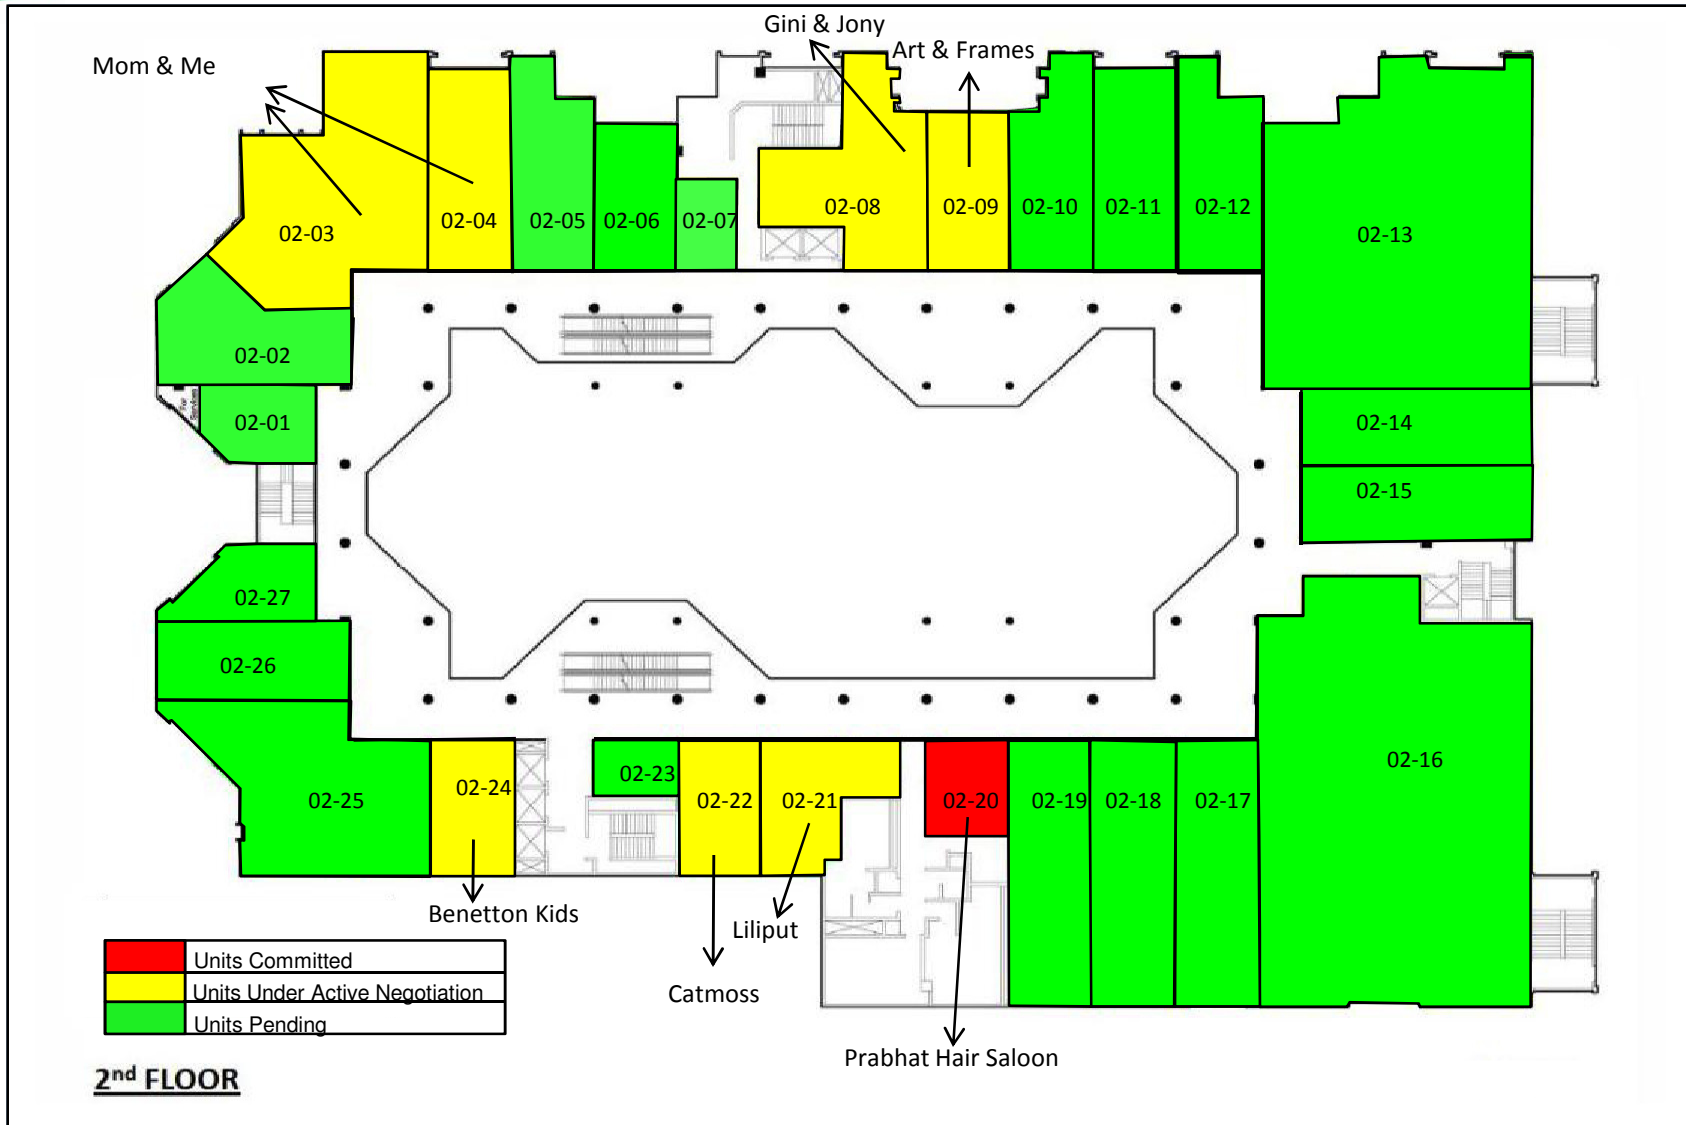 Gini & Jony
Art & Frames
Mom & Me
02-03
02-04
02-05
02-06
02-07
02-08
02-09
02-10
02-11
02-12
02-13
02-02
02-01
For
Services
02-14
02-15
02-27
02-26
02-25
02-24
02-23
02-22
02-21
02-20
02-19
02-18
02-17
02-16
Benetton Kids
Liliput
Catmoss
Prabhat Hair Saloon
Units Committed
Units Under Active Negotiation
Units Pending
2nd FLOOR